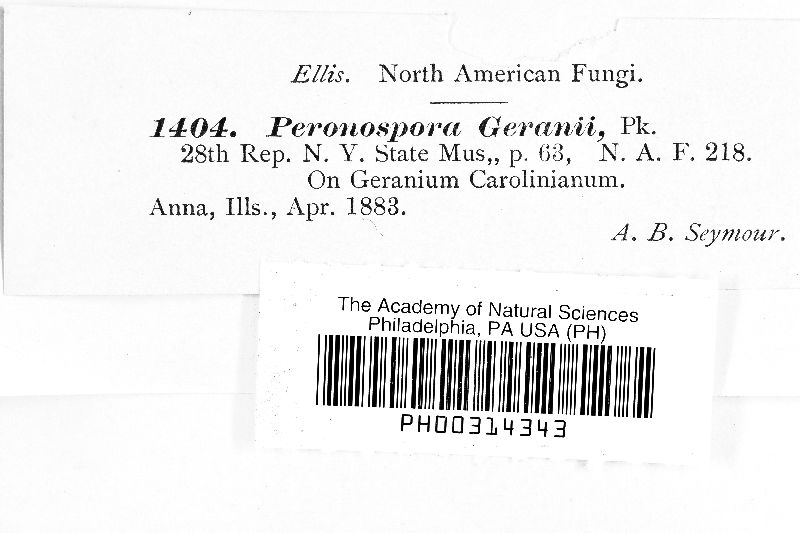 Ellis. North American Fungi.
1404. Peronospora Geranii, Pk.
28th Rep. N. Y. State Mus,, p. 63, N. A. F. 218.
On Geranium Carolinianum.
Anna, Ills., Apr. 1883.
A. B. Seymour.
The Academy of Natural Sciences
Philadelphia, PA USA (PH)
PH00314343